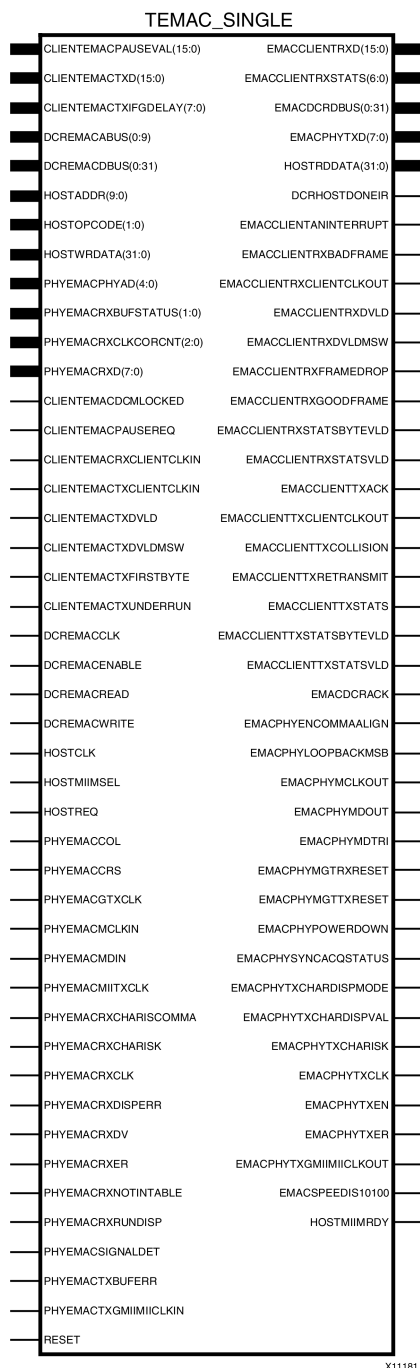 TEMAC_SINGLE
CLIENTEMACPAUSEVAL(15:0) EMACCLIENTRXD(15:0)
CLIENTEMACTXD(15:0) EMACCLIENTRXSTATS(6:0)
CLIENTEMACTXIFGDELAY(7:0) EMACDCRDBUS(0:31)
DCREMACABUS(0:9) EMACPHYTXD(7:0)
DCREMACDBUS(0:31) HOSTRDDATA(31:0)
HOSTADDR(9:0) DCRHOSTDONEIR
HOSTOPCODE(1:0) EMACCLIENTANINTERRUPT
HOSTWRDATA(31:0) EMACCLIENTRXBADFRAME
PHYEMACPHYAD(4:0) EMACCLIENTRXCLIENTCLKOUT
PHYEMACRXBUFSTATUS(1:0) EMACCLIENTRXDVLD
PHYEMACRXCLKCORCNT(2:0) EMACCLIENTRXDVLDMSW
PHYEMACRXD(7:0) EMACCLIENTRXFRAMEDROP
CLIENTEMACDCMLOCKED EMACCLIENTRXGOODFRAME
CLIENTEMACPAUSEREQ EMACCLIENTRXSTATSBYTEVLD
CLIENTEMACRXCLIENTCLKIN EMACCLIENTRXSTATSVLD
CLIENTEMACTXCLIENTCLKIN EMACCLIENTTXACK
CLIENTEMACTXDVLD EMACCLIENTTXCLIENTCLKOUT
CLIENTEMACTXDVLDMSW EMACCLIENTTXCOLLISION
CLIENTEMACTXFIRSTBYTE EMACCLIENTTXRETRANSMIT
CLIENTEMACTXUNDERRUN EMACCLIENTTXSTATS
DCREMACCLK EMACCLIENTTXSTATSBYTEVLD
DCREMACENABLE EMACCLIENTTXSTATSVLD
DCREMACREAD EMACDCRACK
DCREMACWRITE EMACPHYENCOMMAALIGN
HOSTCLK EMACPHYLOOPBACKMSB
HOSTMIIMSEL EMACPHYMCLKOUT
HOSTREQ EMACPHYMDOUT
PHYEMACCOL EMACPHYMDTRI
PHYEMACCRS EMACPHYMGTRXRESET
PHYEMACGTXCLK EMACPHYMGTTXRESET
PHYEMACMCLKIN EMACPHYPOWERDOWN
PHYEMACMDIN EMACPHYSYNCACQSTATUS
PHYEMACMIITXCLK EMACPHYTXCHARDISPMODE
PHYEMACRXCHARISCOMMA EMACPHYTXCHARDISPVAL
PHYEMACRXCHARISK EMACPHYTXCHARISK
PHYEMACRXCLK EMACPHYTXCLK
PHYEMACRXDISPERR EMACPHYTXEN
PHYEMACRXDV EMACPHYTXER
PHYEMACRXER EMACPHYTXGMIIMIICLKOUT
PHYEMACRXNOTINTABLE EMACSPEEDIS10100
PHYEMACRXRUNDISP HOSTMIIMRDY
PHYEMACSIGNALDET
PHYEMACTXBUFERR
PHYEMACTXGMIIMIICLKIN
RESET
X11181